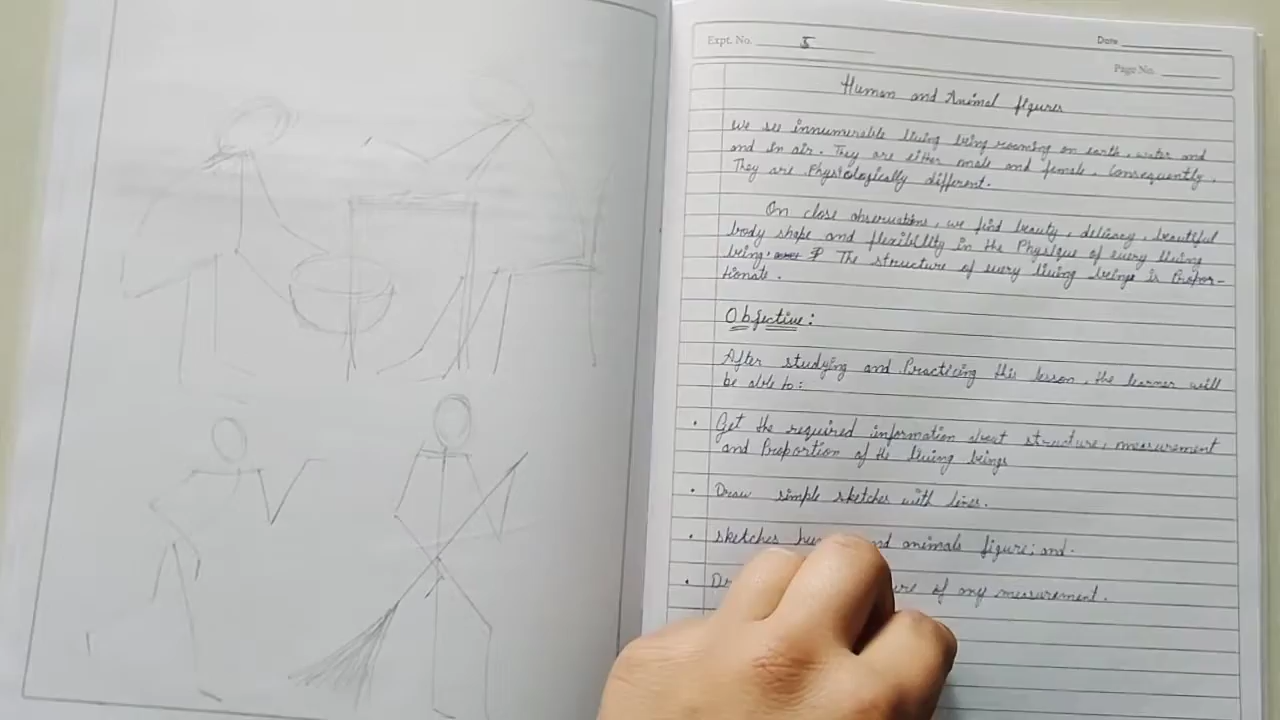 Expt. No. 5
Date
Page No.
Human and Animal figures
We see innumerable living being roaming on earth, water and
and in air. They are either male and female. Consequently,
They are Physiologically different.
On close observations, we find beauty, delicacy, beautiful
body shape and flexibility in the Physique of every living
being. The structure of every living beings is Propor-
tionate.
Objective:
After studying and Practicing this lesson, the learner will
be able to:
• Get the required information about structure, measurement
and Proportion of the living beings
• Draw simple sketches with lines.
• sketches and animals figure; and.
• of any measurement.